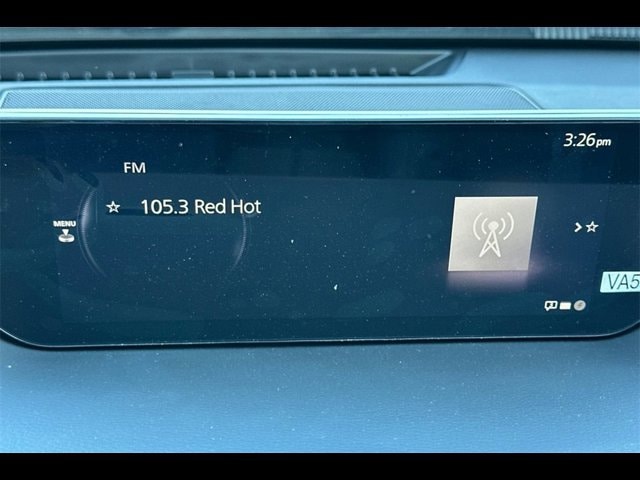 3:26pm
FM
☆ 105.3 Red Hot
MENU
VA5